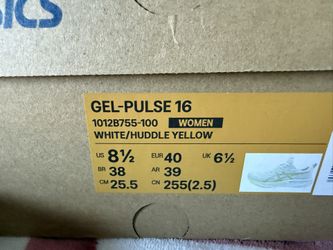 SICS
GEL-PULSE 16
1012B755-100 WOMEN
WHITE/HUDDLE YELLOW
US 8½ EUR 40 UK 6½
BR 38 AR 39
CM 25.5 CN 255(2.5)